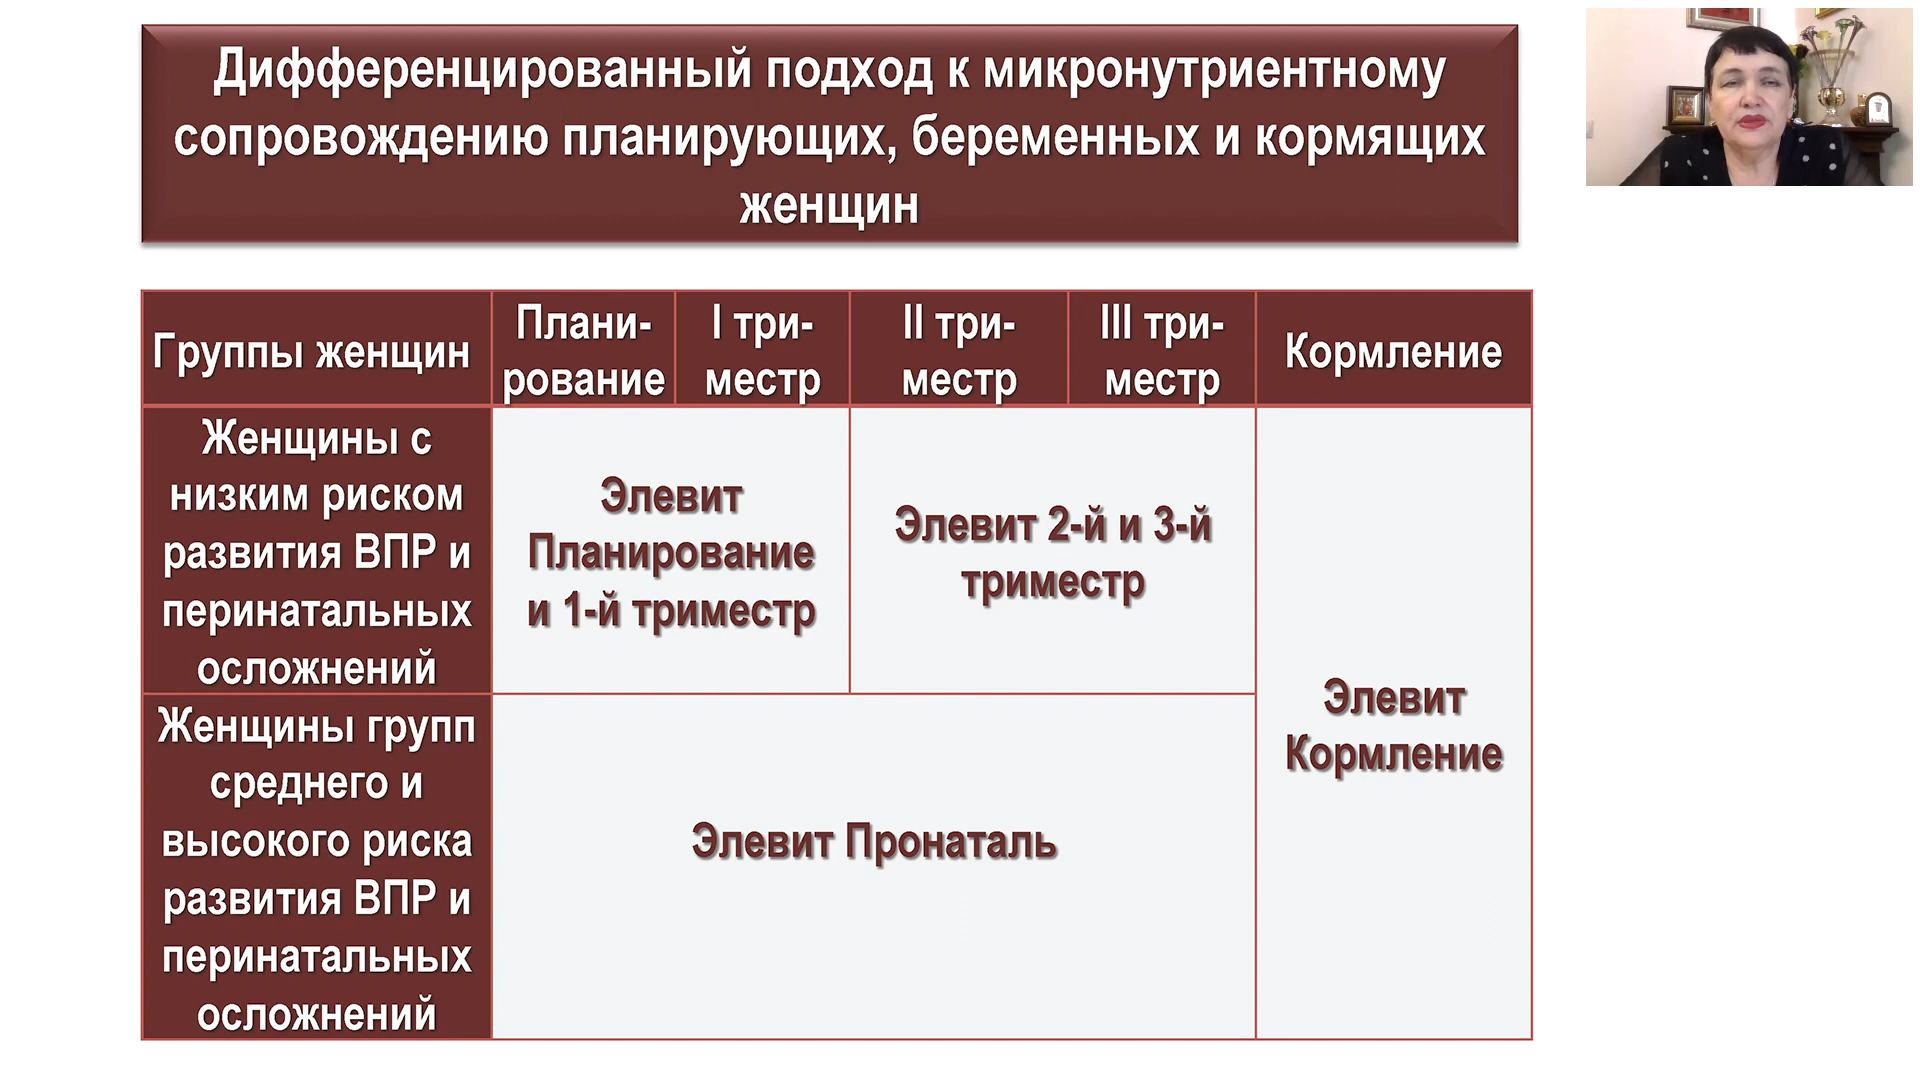 Дифференцированный подход к микронутриентному
сопровождению планирующих, беременных и кормящих
женщин
Группы женщин
Плани-
рование
I три-
местр
II три-
местр
III три-
местр
Кормление
Женщины с
низким риском
развития ВПР и
перинатальных
осложнений
Элевит
Планирование
и 1-й триместр
Элевит 2-й и 3-й
триместр
Элевит
Кормление
Женщины групп
среднего и
высокого риска
развития ВПР и
перинатальных
осложнений
Элевит Пронаталь